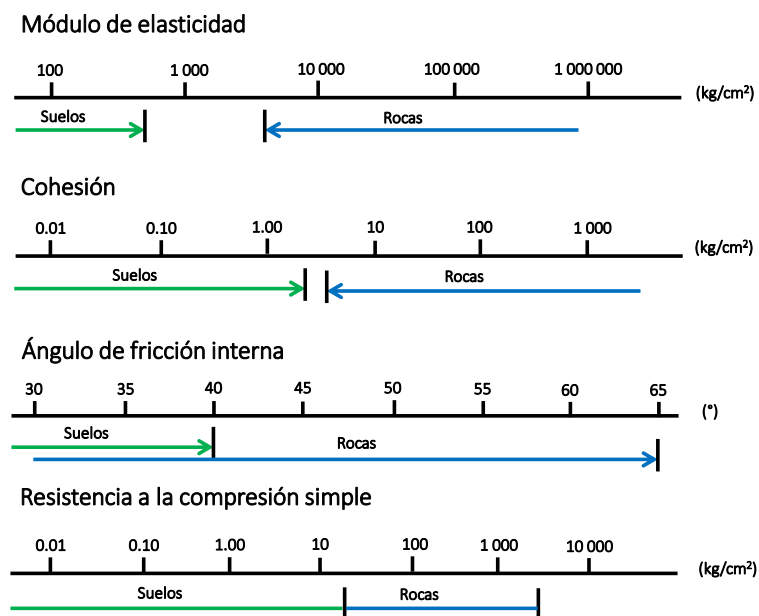 Módulo de elasticidad
100 1 000 10 000 100 000 1 000 000
(kg/cm²)
Suelos Rocas
Cohesión
0.01 0.10 1.00 10 100 1 000
(kg/cm²)
Suelos Rocas
Ángulo de fricción interna
30 35 40 45 50 55 60 65
(°)
Suelos Rocas
Resistencia a la compresión simple
0.01 0.10 1.00 10 100 1 000 10 000
(kg/cm²)
Suelos Rocas